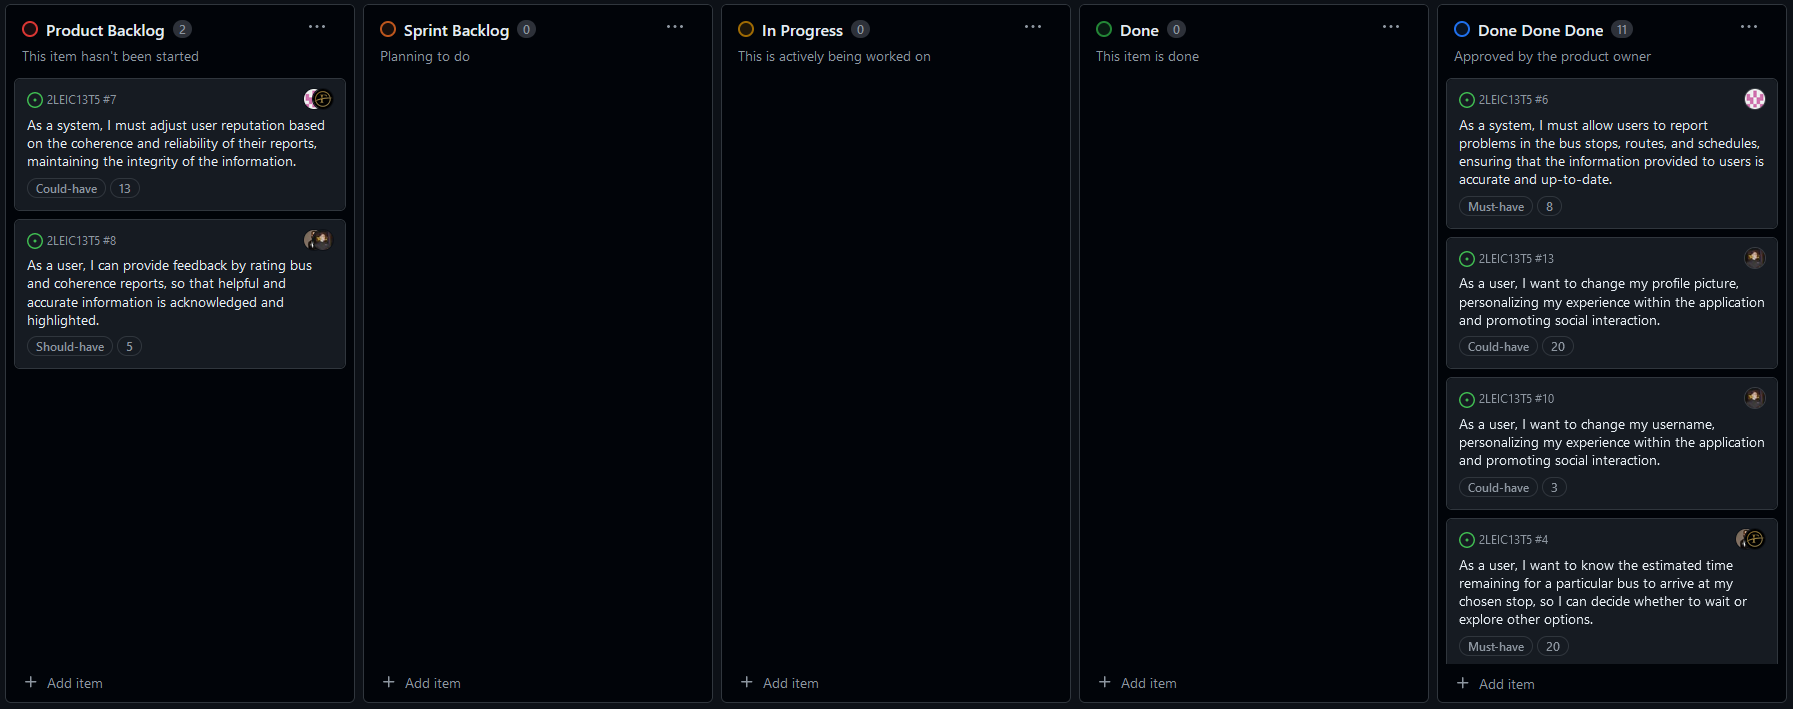 Product Backlog 2 ...
This item hasn't been started
2LEIC13T5 #7
As a system, I must adjust user reputation based
on the coherence and reliability of their reports,
maintaining the integrity of the information.
Could-have 13
2LEIC13T5 #8
As a user, I can provide feedback by rating bus
and coherence reports, so that helpful and
accurate information is acknowledged and
highlighted.
Should-have 5
+ Add item
Sprint Backlog 0 ...
Planning to do
+ Add item
In Progress 0 ...
This is actively being worked on
+ Add item
Done 0 ...
This item is done
+ Add item
Done Done Done 11 ...
Approved by the product owner
2LEIC13T5 #6
As a system, I must allow users to report
problems in the bus stops, routes, and schedules,
ensuring that the information provided to users is
accurate and up-to-date.
Must-have 8
2LEIC13T5 #13
As a user, I want to change my profile picture,
personalizing my experience within the application
and promoting social interaction.
Could-have 20
2LEIC13T5 #10
As a user, I want to change my username,
personalizing my experience within the application
and promoting social interaction.
Could-have 3
2LEIC13T5 #4
As a user, I want to know the estimated time
remaining for a particular bus to arrive at my
chosen stop, so I can decide whether to wait or
explore other options.
Must-have 20
+ Add item